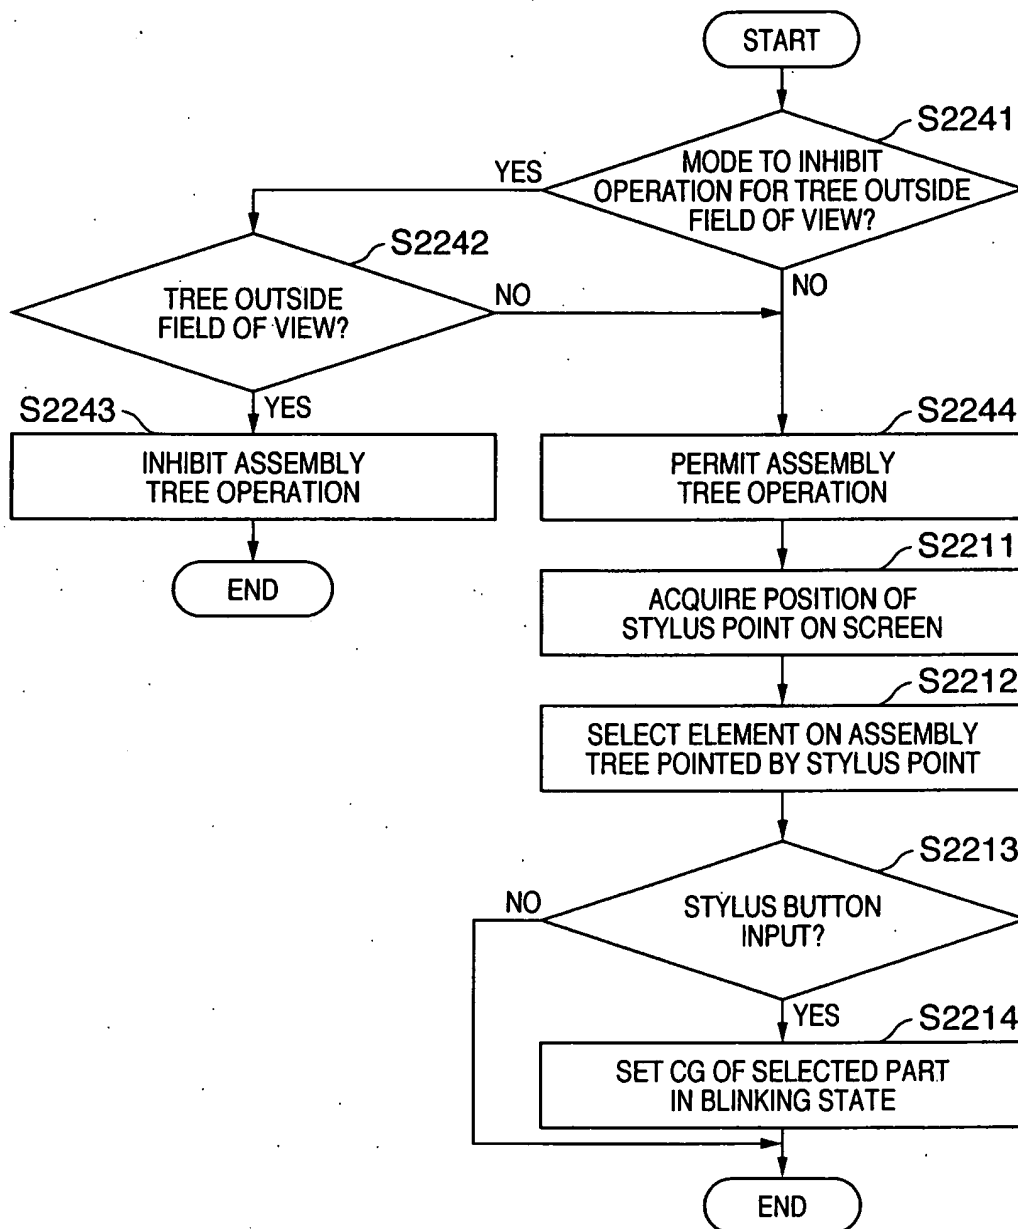 START
S2241
MODE TO INHIBIT
OPERATION FOR TREE OUTSIDE
FIELD OF VIEW?
YES
NO
S2242
TREE OUTSIDE
FIELD OF VIEW?
NO
YES
S2243
INHIBIT ASSEMBLY
TREE OPERATION
END
S2244
PERMIT ASSEMBLY
TREE OPERATION
S2211
ACQUIRE POSITION OF
STYLUS POINT ON SCREEN
S2212
SELECT ELEMENT ON ASSEMBLY
TREE POINTED BY STYLUS POINT
S2213
STYLUS BUTTON
INPUT?
NO
YES
S2214
SET CG OF SELECTED PART
IN BLINKING STATE
END